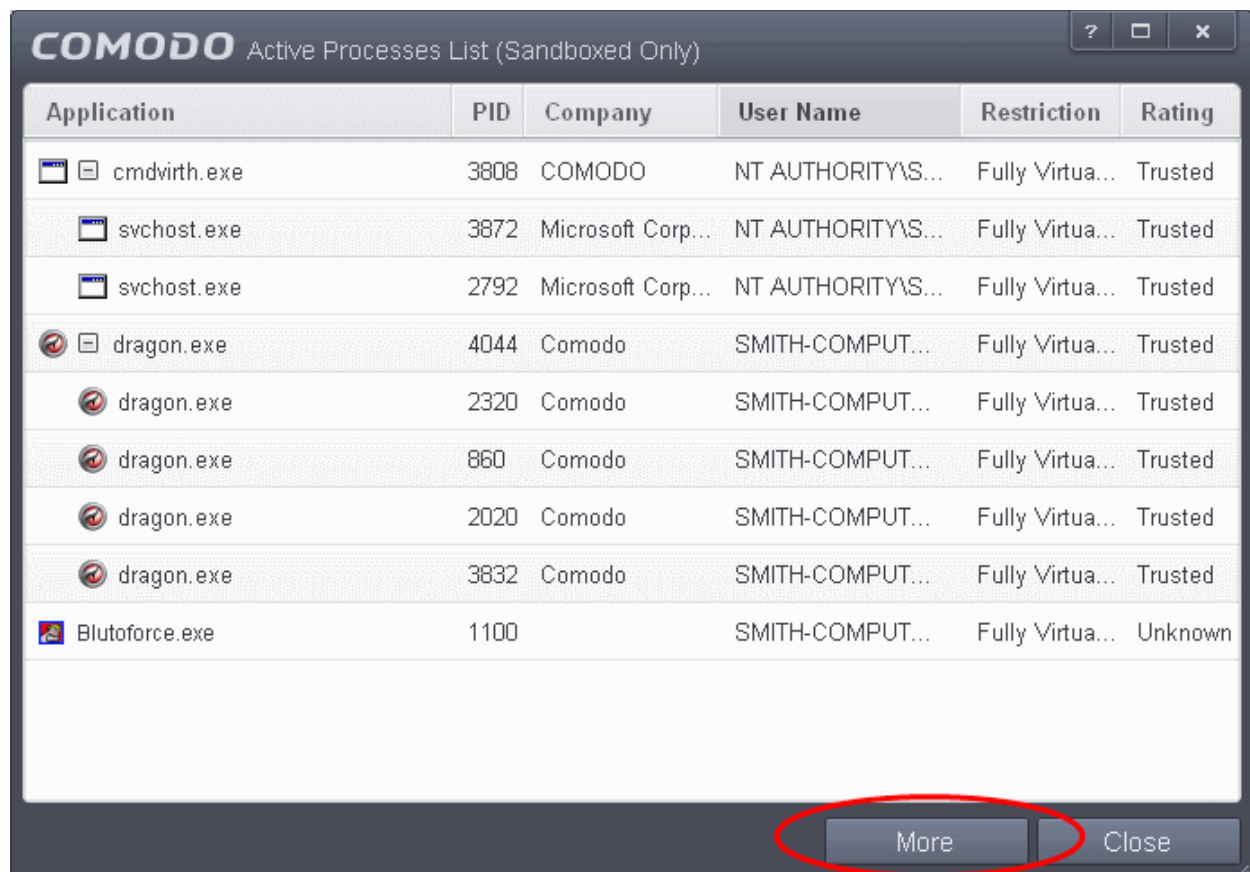 COMODO Active Processes List (Sandboxed Only) ?
Application PID Company User Name Restriction Rating
cmdvirth.exe 3808 COMODO NT AUTHORITY\S... Fully Virtua... Trusted
svchost.exe 3872 Microsoft Corp... NT AUTHORITY\S... Fully Virtua... Trusted
svchost.exe 2792 Microsoft Corp... NT AUTHORITY\S... Fully Virtua... Trusted
dragon.exe 4044 Comodo SMITH-COMPUT... Fully Virtua... Trusted
dragon.exe 2320 Comodo SMITH-COMPUT... Fully Virtua... Trusted
dragon.exe 860 Comodo SMITH-COMPUT... Fully Virtua... Trusted
dragon.exe 2020 Comodo SMITH-COMPUT... Fully Virtua... Trusted
dragon.exe 3832 Comodo SMITH-COMPUT... Fully Virtua... Trusted
Blutoforce.exe 1100 SMITH-COMPUT... Fully Virtua... Unknown
More Close